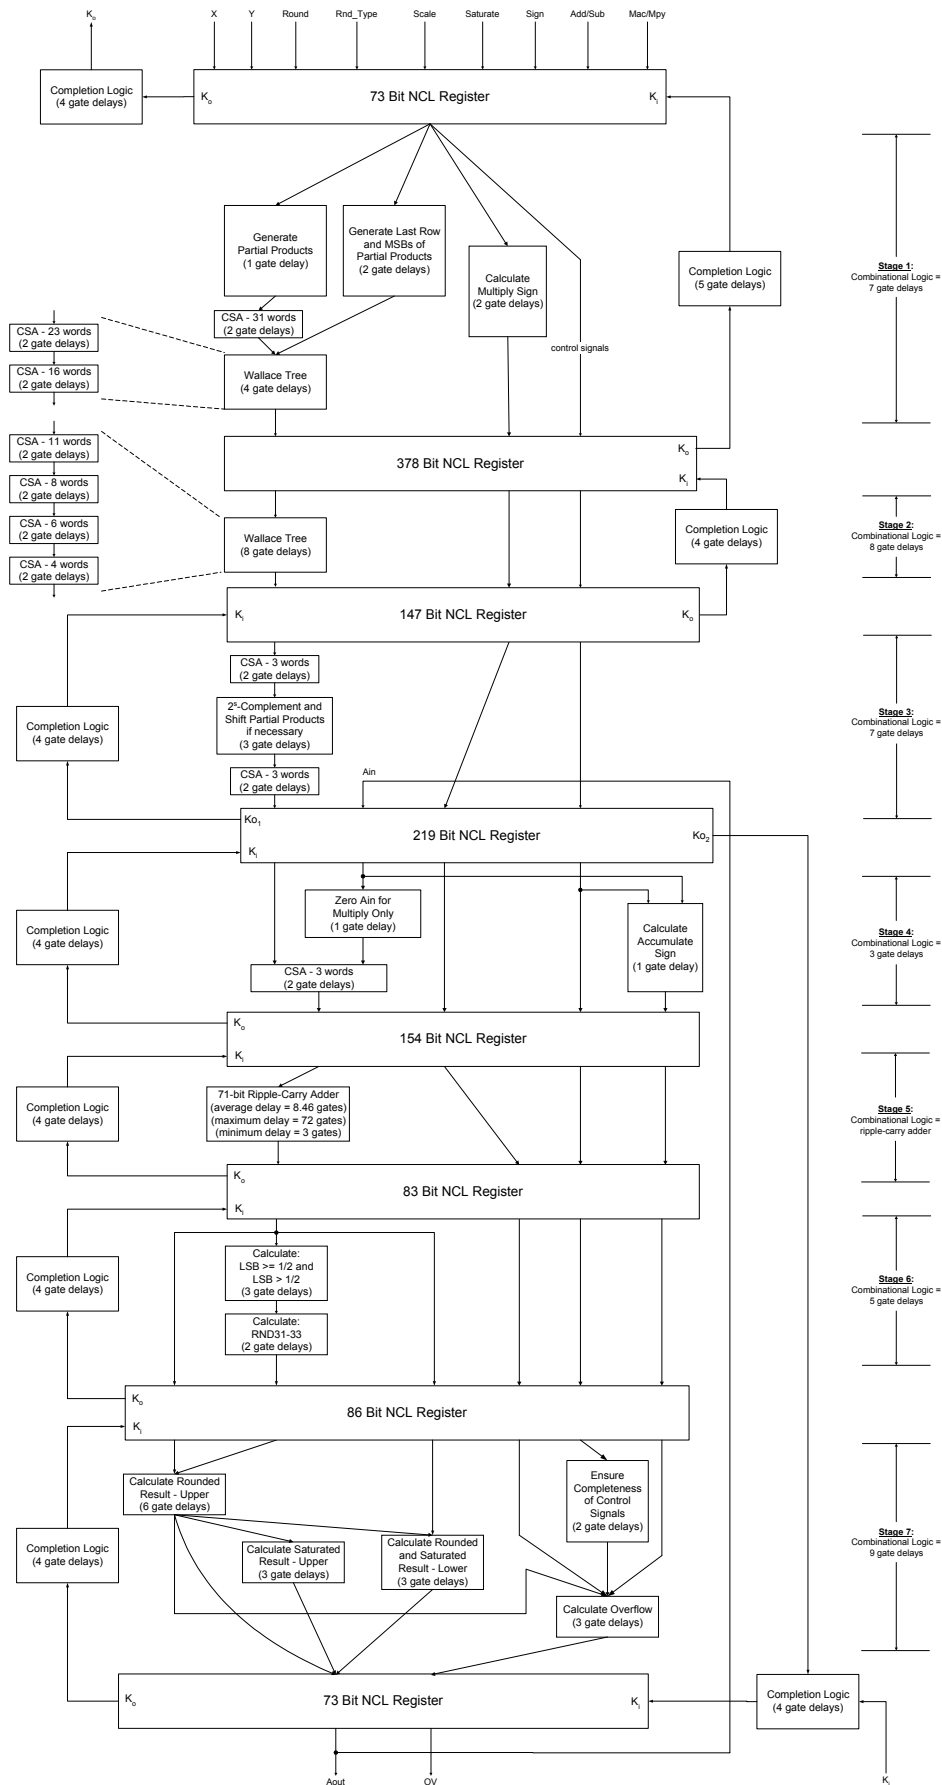 Ko
X
Y
Round
Rnd_Type
Scale
Saturate
Sign
Add/Sub
Mac/Mpy
Completion Logic
(4 gate delays)
Ko
73 Bit NCL Register
Ki
Stage 1:
Combinational Logic =
7 gate delays
Generate
Partial Products
(1 gate delay)
Generate Last Row
and MSBs of
Partial Products
(2 gate delays)
Calculate
Multiply Sign
(2 gate delays)
Completion Logic
(5 gate delays)
CSA - 31 words
(2 gate delays)
control signals
CSA - 23 words
(2 gate delays)
CSA - 16 words
(2 gate delays)
Wallace Tree
(4 gate delays)
378 Bit NCL Register
Ko
Ki
CSA - 11 words
(2 gate delays)
CSA - 8 words
(2 gate delays)
CSA - 6 words
(2 gate delays)
CSA - 4 words
(2 gate delays)
Wallace Tree
(8 gate delays)
Completion Logic
(4 gate delays)
Stage 2:
Combinational Logic =
8 gate delays
Ki
147 Bit NCL Register
Ko
CSA - 3 words
(2 gate delays)
2s-Complement and
Shift Partial Products
if necessary
(3 gate delays)
CSA - 3 words
(2 gate delays)
Completion Logic
(4 gate delays)
Stage 3:
Combinational Logic =
7 gate delays
Ain
Ko1
Ki
219 Bit NCL Register
Ko2
Zero Ain for
Multiply Only
(1 gate delay)
Calculate
Accumulate
Sign
(1 gate delay)
CSA - 3 words
(2 gate delays)
Completion Logic
(4 gate delays)
Stage 4:
Combinational Logic =
3 gate delays
Ko
Ki
154 Bit NCL Register
71-bit Ripple-Carry Adder
(average delay = 8.46 gates)
(maximum delay = 72 gates)
(minimum delay = 3 gates)
Completion Logic
(4 gate delays)
Stage 5:
Combinational Logic =
ripple-carry adder
Ko
Ki
83 Bit NCL Register
Calculate:
LSB >= 1/2 and
LSB > 1/2
(3 gate delays)
Calculate:
RND31-33
(2 gate delays)
Completion Logic
(4 gate delays)
Stage 6:
Combinational Logic =
5 gate delays
Ko
Ki
86 Bit NCL Register
Calculate Rounded
Result - Upper
(6 gate delays)
Ensure
Completeness
of Control
Signals
(2 gate delays)
Calculate Saturated
Result - Upper
(3 gate delays)
Calculate Rounded
and Saturated
Result - Lower
(3 gate delays)
Calculate Overflow
(3 gate delays)
Completion Logic
(4 gate delays)
Stage 7:
Combinational Logic =
9 gate delays
Ko
73 Bit NCL Register
Ki
Completion Logic
(4 gate delays)
Aout
OV
Ki